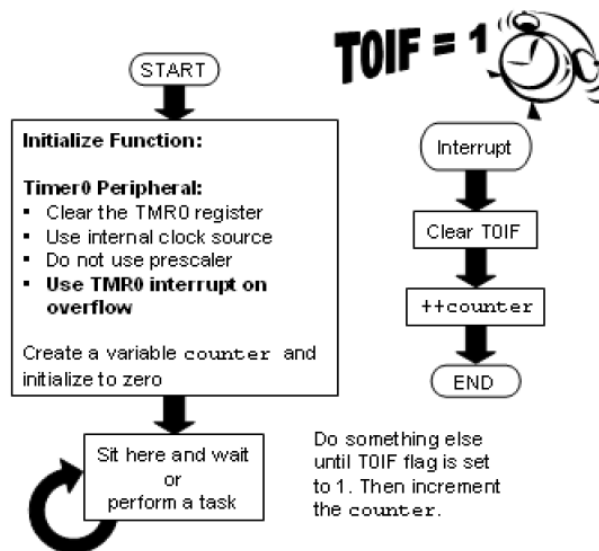 START
Initialize Function:
Timer0 Peripheral:
▪ Clear the TMR0 register
▪ Use internal clock source
▪ Do not use prescaler
▪ Use TMR0 interrupt on
overflow
Create a variable counter and
initialize to zero
Sit here and wait
or
perform a task
T0IF = 1
Interrupt
Clear T0IF
++counter
END
Do something else
until T0IF flag is set
to 1. Then increment
the counter.